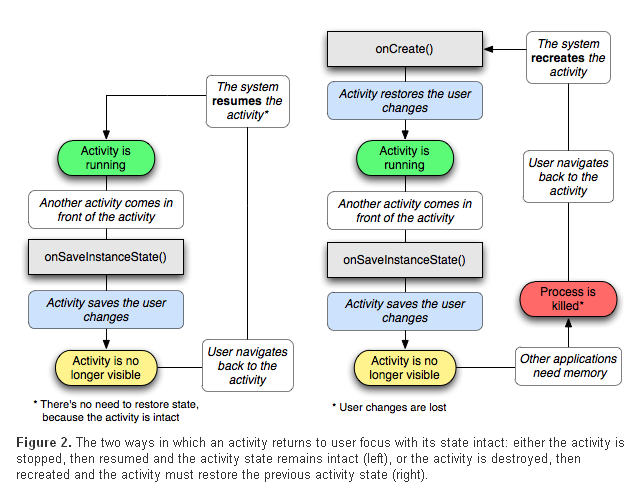 The system
resumes the
activity*
Activity is
running
Another activity comes in
front of the activity
onSaveInstanceState()
Activity saves the user
changes
Activity is no
longer visible
User navigates
back to the
activity
* There's no need to restore state,
because the activity is intact
onCreate()
The system
recreates the
activity
Activity restores the user
changes
Activity is
running
User navigates
back to the
activity
Another activity comes in
front of the activity
onSaveInstanceState()
Activity saves the user
changes
Process is
killed*
Activity is no
longer visible
Other applications
need memory
* User changes are lost
Figure 2. The two ways in which an activity returns to user focus with its state intact: either the activity is
stopped, then resumed and the activity state remains intact (left), or the activity is destroyed, then
recreated and the activity must restore the previous activity state (right).